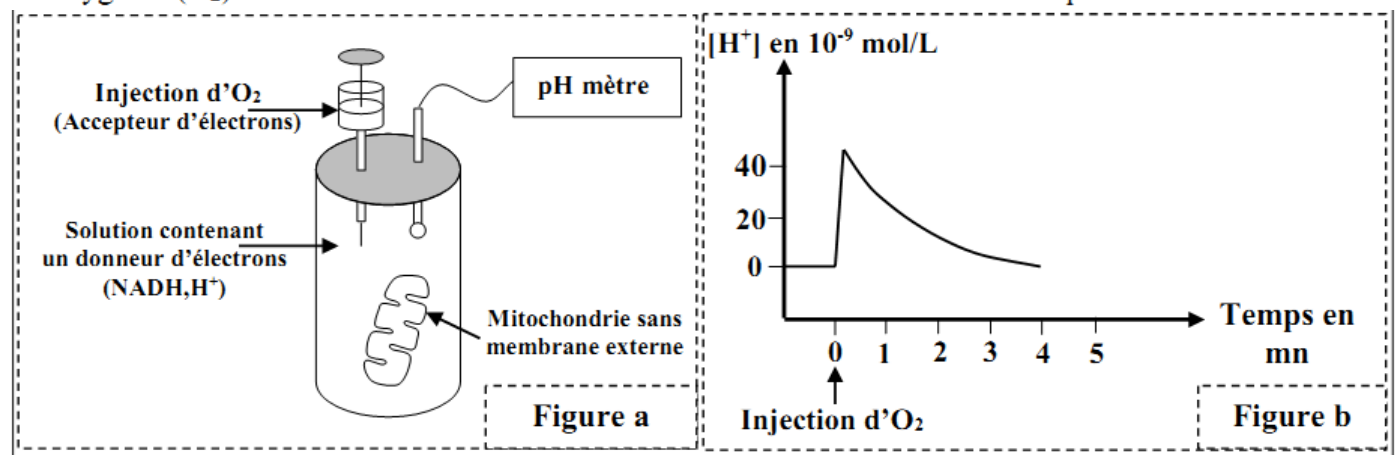 Injection d'O₂
(Accepteur d'électrons)
pH mètre
Solution contenant
un donneur d'électrons
(NADH,H⁺)
Mitochondrie sans
membrane externe
Figure a
[H⁺] en 10⁻⁹ mol/L
40
20
0
0 1 2 3 4 5
Temps en
mn
Injection d'O₂
Figure b